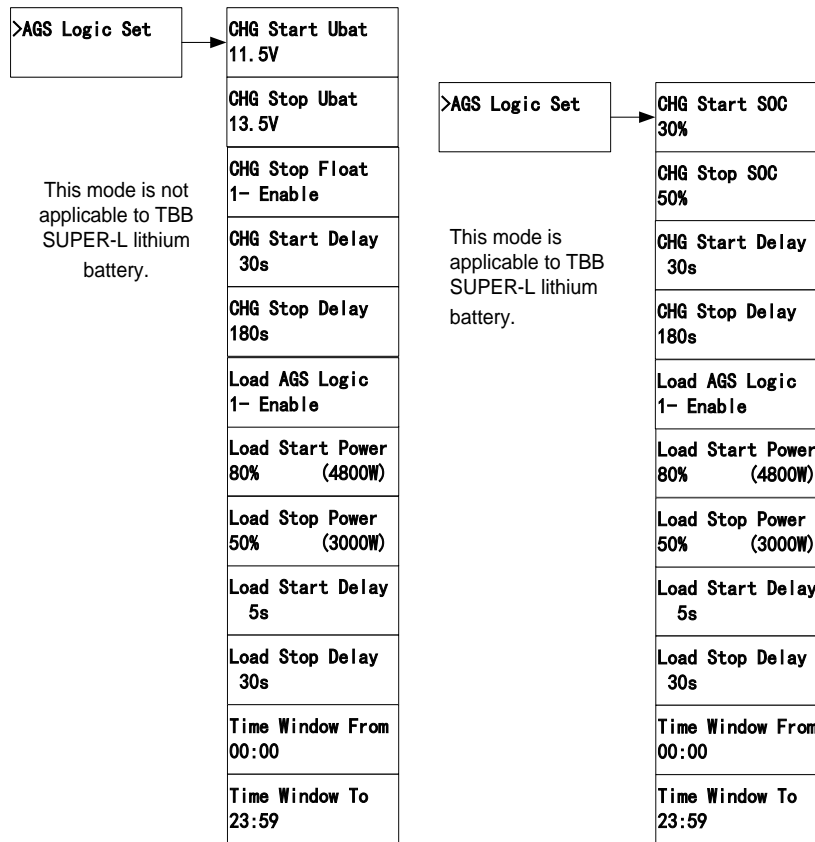 >AGS Logic Set
CHG Start Ubat
11.5V
CHG Stop Ubat
13.5V
CHG Stop Float
1- Enable
CHG Start Delay
30s
CHG Stop Delay
180s
Load AGS Logic
1- Enable
Load Start Power
80% (4800W)
Load Stop Power
50% (3000W)
Load Start Delay
5s
Load Stop Delay
30s
Time Window From
00:00
Time Window To
23:59
This mode is not
applicable to TBB
SUPER-L lithium
battery.
>AGS Logic Set
CHG Start SOC
30%
CHG Stop SOC
50%
CHG Start Delay
30s
CHG Stop Delay
180s
Load AGS Logic
1- Enable
Load Start Power
80% (4800W)
Load Stop Power
50% (3000W)
Load Start Delay
5s
Load Stop Delay
30s
Time Window From
00:00
Time Window To
23:59
This mode is
applicable to TBB
SUPER-L lithium
battery.